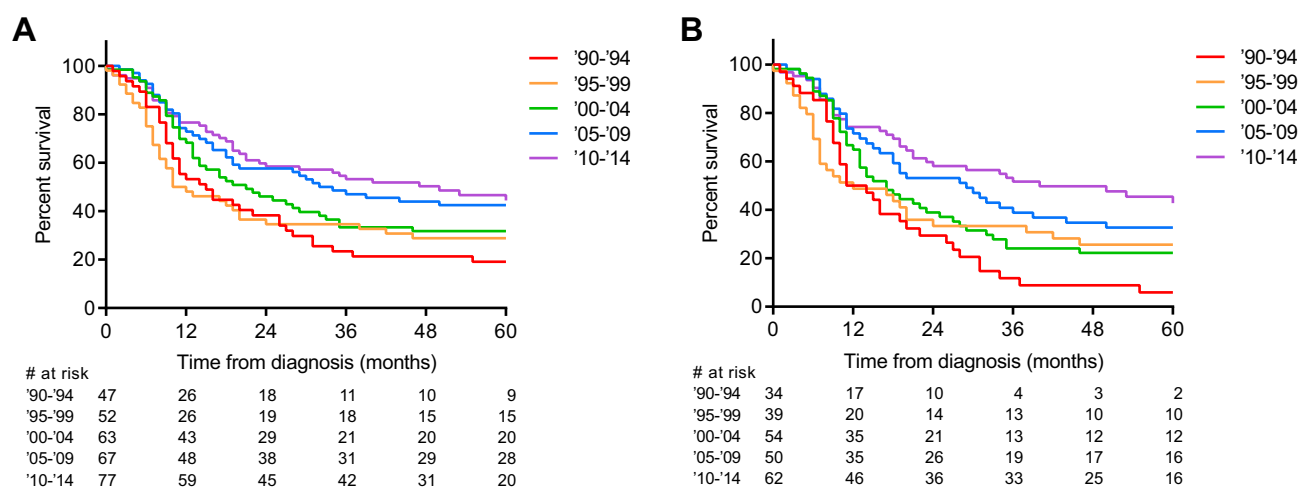 A
Percent survival
100
80
60
40
20
0
0 12 24 36 48 60
Time from diagnosis (months)
’90-’94
’95-’99
’00-’04
’05-’09
’10-’14
# at risk
’90-’94 47 26 18 11 10 9
’95-’99 52 26 19 18 15 15
’00-’04 63 43 29 21 20 20
’05-’09 67 48 38 31 29 28
’10-’14 77 59 45 42 31 20
B
Percent survival
100
80
60
40
20
0
0 12 24 36 48 60
Time from diagnosis (months)
’90-’94
’95-’99
’00-’04
’05-’09
’10-’14
# at risk
’90-’94 34 17 10 4 3 2
’95-’99 39 20 14 13 10 10
’00-’04 54 35 21 13 12 12
’05-’09 50 35 26 19 17 16
’10-’14 62 46 36 33 25 16